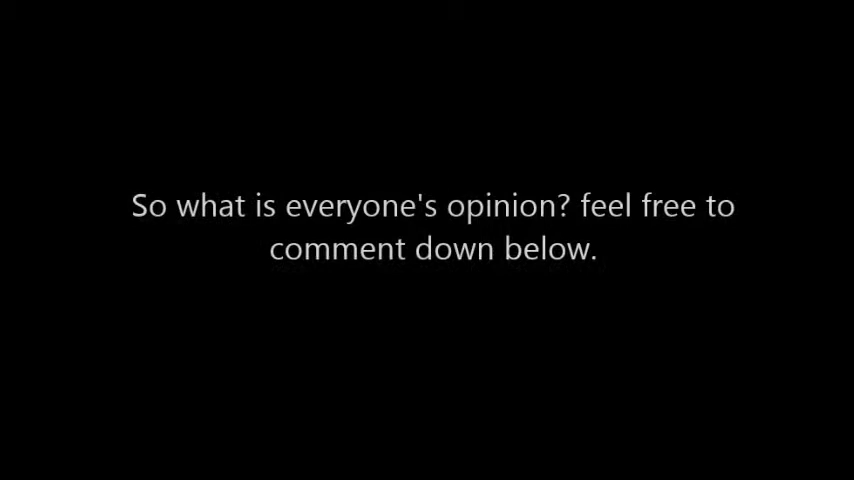 So what is everyone's opinion? feel free to
comment down below.